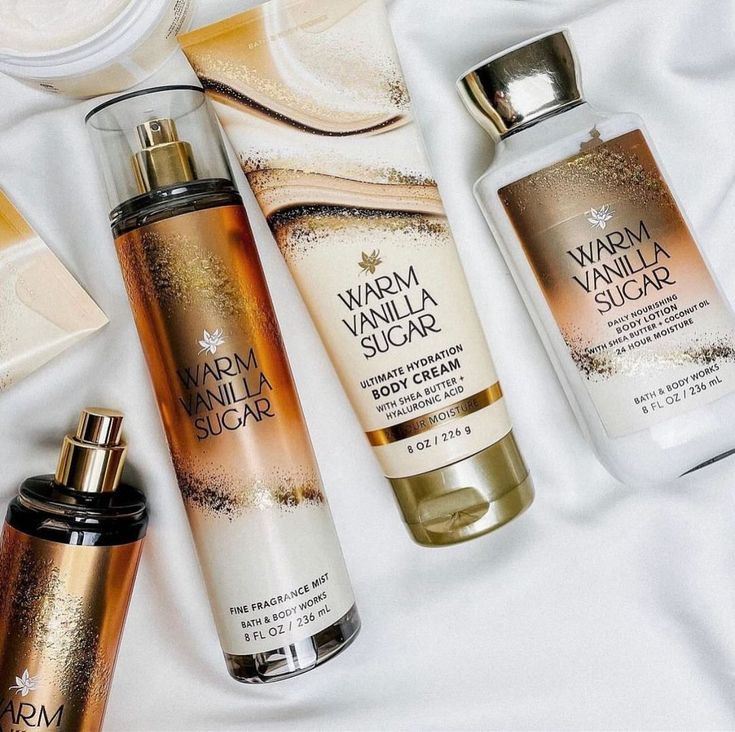 WARM
VANILLA
SUGAR
FINE FRAGRANCE MIST
BATH & BODY WORKS
8 FL OZ / 236 mL
BATH & BODY
WARM
VANILLA
SUGAR
ULTIMATE HYDRATION
BODY CREAM
WITH SHEA BUTTER +
HYALURONIC ACID
HOUR MOISTURE
8 OZ / 226 g
WARM
VANILLA
SUGAR
DAILY NOURISHING
BODY LOTION
WITH SHEA BUTTER + COCONUT OIL
24 HOUR MOISTURE
BATH & BODY WORKS
8 FL OZ / 236 mL
ARM